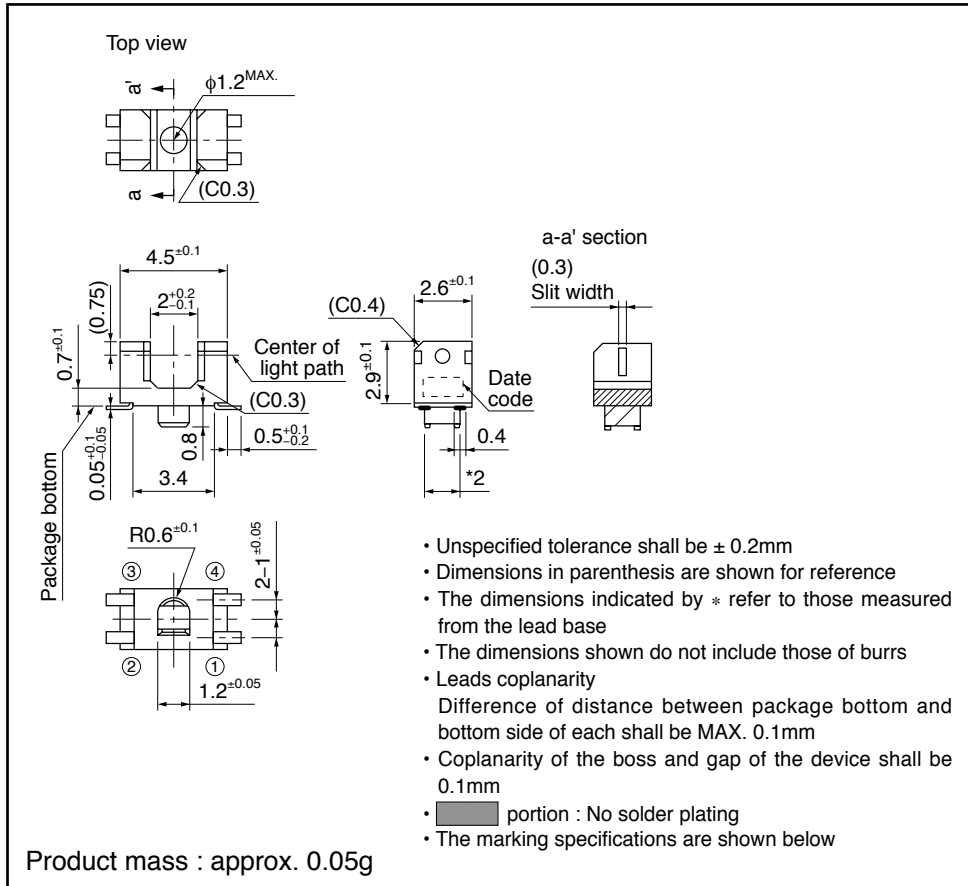 Top view
a'
ϕ1.2MAX.
a
(C0.3)
4.5±0.1
2+0.2−0.1
(0.75)
0.7±0.1
Center of
light path
(C0.3)
Package bottom
0.05+0.1−0.05
0.8
0.5+0.1−0.2
3.4
(C0.4)
2.6±0.1
2.9±0.1
Date
code
0.4
*2
a-a' section
(0.3)
Slit width
R0.6±0.1
③
④
②
①
2−1±0.05
1.2±0.05
• Unspecified tolerance shall be ± 0.2mm
• Dimensions in parenthesis are shown for reference
• The dimensions indicated by ∗ refer to those measured
from the lead base
• The dimensions shown do not include those of burrs
• Leads coplanarity
Difference of distance between package bottom and
bottom side of each shall be MAX. 0.1mm
• Coplanarity of the boss and gap of the device shall be
0.1mm
• portion : No solder plating
• The marking specifications are shown below
Product mass : approx. 0.05g